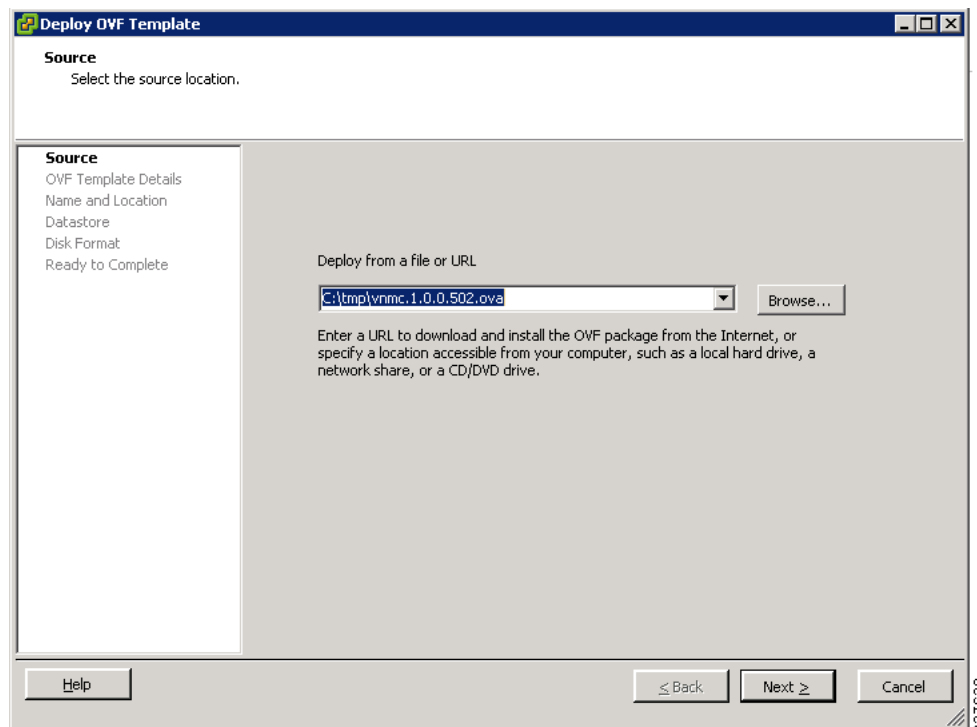 Deploy OVF Template
Source
Select the source location.
Source
OVF Template Details
Name and Location
Datastore
Disk Format
Ready to Complete
Deploy from a file or URL
C:\tmp\vnmc.1.0.0.502.ova
Browse...
Enter a URL to download and install the OVF package from the Internet, or
specify a location accessible from your computer, such as a local hard drive, a
network share, or a CD/DVD drive.
Help
≤ Back
Next ≥
Cancel